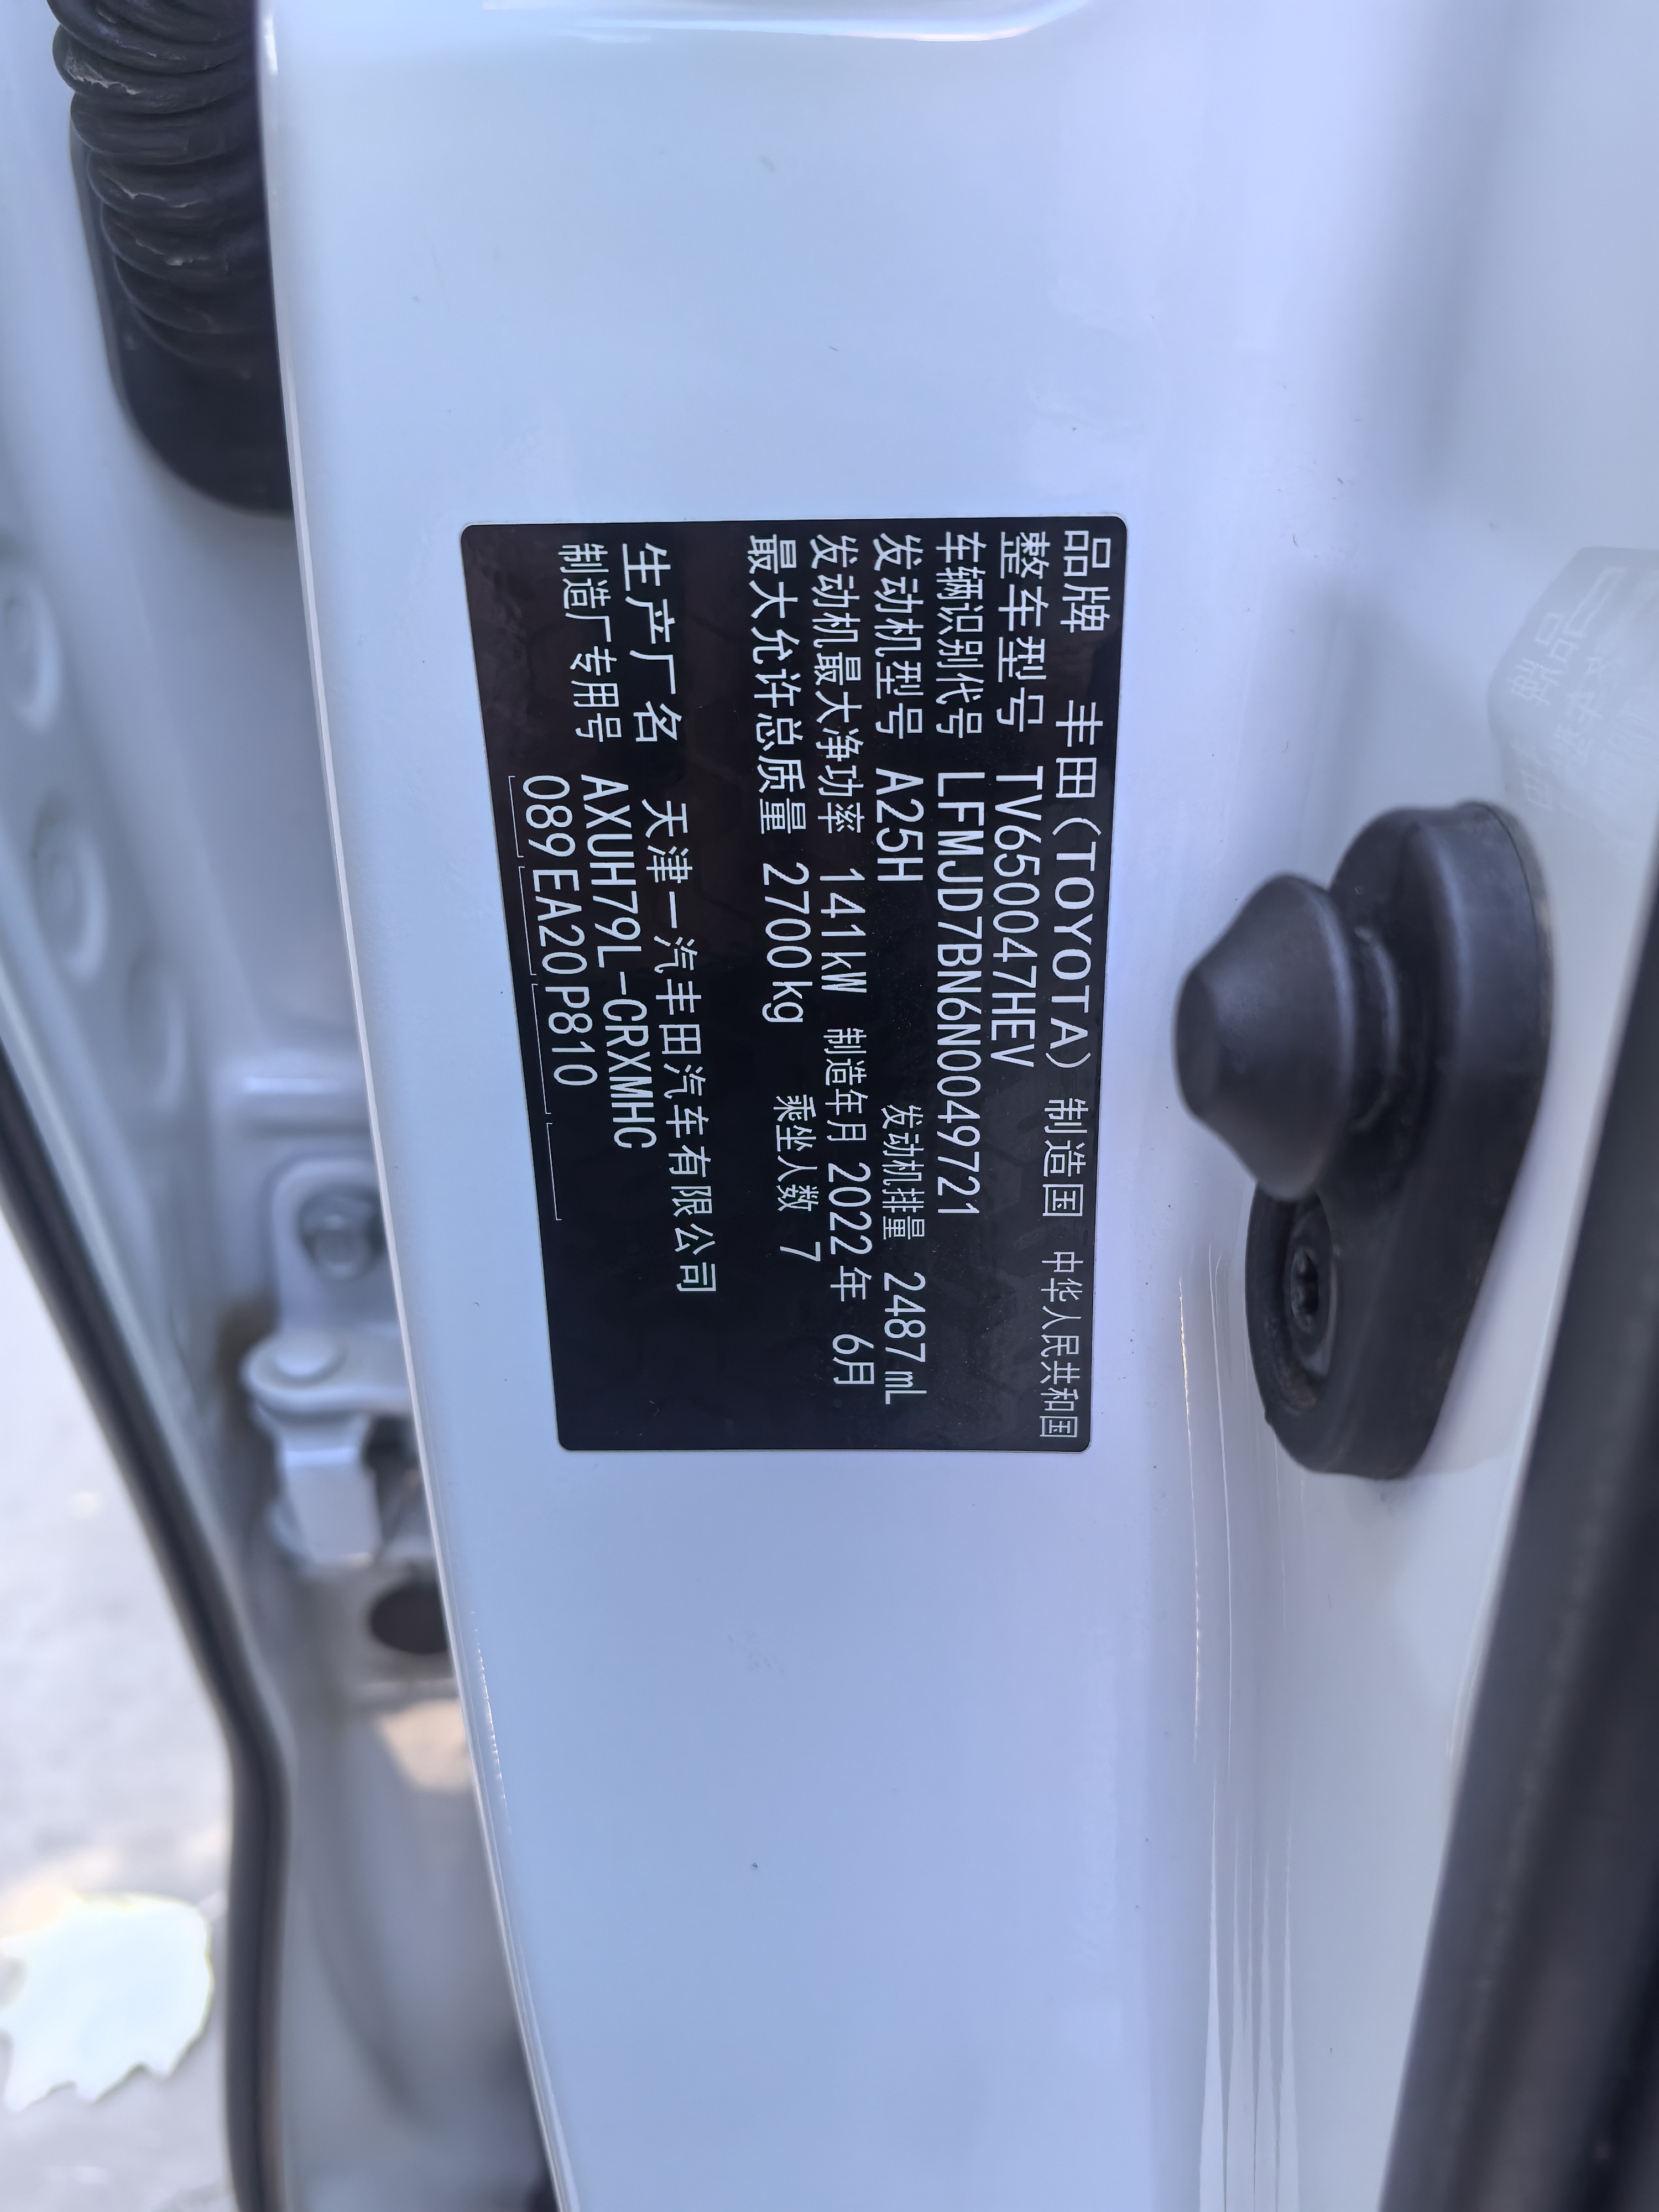 品牌 丰田(TOYOTA) 制造国 中华人民共和国
整车型号 TV650047HEV
车辆识别代号 LFMJD7BN6N0049721
发动机型号 A25H 发动机排量 2487 mL
发动机最大净功率 141kW 制造年月 2022年 6月
最大允许总质量 2700kg 乘坐人数 7
生产厂名 天津一汽丰田汽车有限公司
制造厂专用号 AXUH79L-CRXMHC
089 EA20 P810